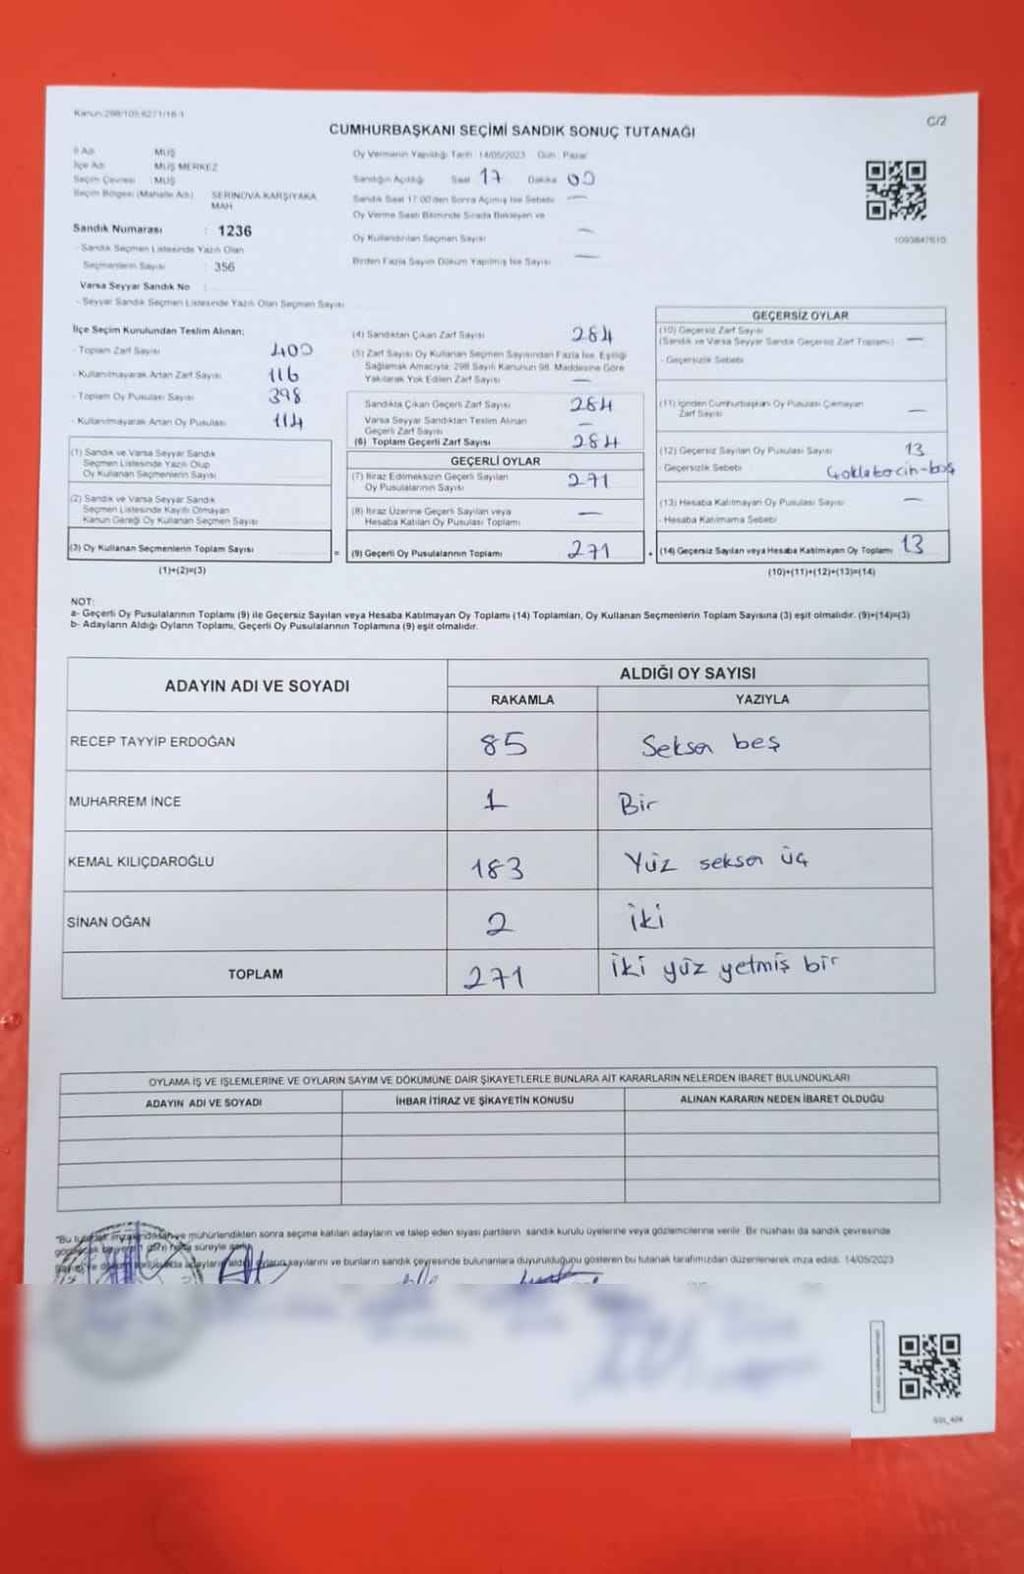 Kanun:298/105,6271/16-1
C/2
CUMHURBAŞKANI SEÇİMİ SANDIK SONUÇ TUTANAĞI
İl Adı : MUŞ
İlçe Adı : MUŞ MERKEZ
Seçim Çevresi : MUŞ
Seçim Bölgesi (Mahalle Adı) : SERİNOVA KARŞIYAKA MAH
Sandık Numarası : 1236
- Sandık Seçmen Listesinde Yazılı Olan
Seçmenlerin Sayısı : 356
Varsa Seyyar Sandık No :
- Seyyar Sandık Seçmen Listesinde Yazılı Olan Seçmen Sayısı
Oy Vermenin Yapıldığı Tarih : 14/05/2023 Gün : Pazar
Sandığın Açıldığı Saat 17 Dakika 00
Sandık Saat 17:00'den Sonra Açılmış İse Sebebi —
Oy Verme Saati Bitiminde Sırada Bekleyen ve
Oy Kullandırılan Seçmen Sayısı —
Birden Fazla Sayım Döküm Yapılmış İse Sayısı —
1093847610
İlçe Seçim Kurulundan Teslim Alınan:
- Toplam Zarf Sayısı 400
- Kullanılmayarak Artan Zarf Sayısı 116
- Toplam Oy Pusulası Sayısı 398
- Kullanılmayarak Artan Oy Pusulası 114
(1) Sandık ve Varsa Seyyar Sandık
Seçmen Listesinde Yazılı Olup
Oy Kullanan Seçmenlerin Sayısı
(2) Sandık ve Varsa Seyyar Sandık
Seçmen Listesinde Kayıtlı Olmayan
Kanun Gereği Oy Kullanan Seçmen Sayısı
(3) Oy Kullanan Seçmenlerin Toplam Sayısı
(1)+(2)=(3)
=
(4) Sandıktan Çıkan Zarf Sayısı 284
(5) Zarf Sayısı Oy Kullanan Seçmen Sayısından Fazla İse, Eşitliği
Sağlamak Amacıyla; 298 Sayılı Kanunun 98. Maddesine Göre
Yakılarak Yok Edilen Zarf Sayısı —
Sandıkta Çıkan Geçerli Zarf Sayısı 284
Varsa Seyyar Sandıktan Teslim Alınan
Geçerli Zarf Sayısı —
(6) Toplam Geçerli Zarf Sayısı 284
GEÇERLİ OYLAR
(7) İtiraz Edilmeksizin Geçerli Sayılan
Oy Pusulalarının Sayısı 271
(8) İtiraz Üzerine Geçerli Sayılan veya
Hesaba Katılan Oy Pusulası Toplamı —
(9) Geçerli Oy Pusulalarının Toplamı 271
+
GEÇERSİZ OYLAR
(10) Geçersiz Zarf Sayısı
(Sandık ve Varsa Seyyar Sandık Geçersiz Zarf Toplamı) —
- Geçersizlik Sebebi
(11) İçinden Cumhurbaşkanı Oy Pusulası Çıkmayan
Zarf Sayısı —
(12) Geçersiz Sayılan Oy Pusulası Sayısı 13
- Geçersizlik Sebebi
(13) Hesaba Katılmayan Oy Pusulası Sayısı —
- Hesaba Katılmama Sebebi
(14) Geçersiz Sayılan veya Hesaba Katılmayan Oy Toplamı 13
(10)+(11)+(12)+(13)=(14)
NOT:
a- Geçerli Oy Pusulalarının Toplamı (9) ile Geçersiz Sayılan veya Hesaba Katılmayan Oy Toplamı (14) Toplamları, Oy Kullanan Seçmenlerin Toplam Sayısına (3) eşit olmalıdır. (9)+(14)=(3)
b- Adayların Aldığı Oyların Toplamı, Geçerli Oy Pusulalarının Toplamına (9) eşit olmalıdır.
ADAYIN ADI VE SOYADI
ALDIĞI OY SAYISI
RAKAMLA YAZIYLA
RECEP TAYYİP ERDOĞAN 85 Seksen beş
MUHARREM İNCE 1 Bir
KEMAL KILIÇDAROĞLU 183 Yüz seksen üç
SİNAN OĞAN 2 İki
TOPLAM 271 İki yüz yetmiş bir
OYLAMA İŞ VE İŞLEMLERİNE VE OYLARIN SAYIM VE DÖKÜMÜNE DAİR ŞİKAYETLERLE BUNLARA AİT KARARLARIN NELERDEN İBARET BULUNDUKLARI
ADAYIN ADI VE SOYADI İHBAR İTİRAZ VE ŞİKAYETİN KONUSU ALINAN KARARIN NEDEN İBARET OLDUĞU
"Bu mühürlendikten sonra seçime katılan adayların ve talep eden siyasi partilerin sandık kurulu üyelerine veya gözlemcilerine verilir. Bir nüshası da sandık çevresinde
süreyle
oyların sayılarını ve bunların sandık çevresinde bulunanlara duyurulduğunu gösteren bu tutanak tarafımızdan düzenlenerek imza edildi. 14/05/2023